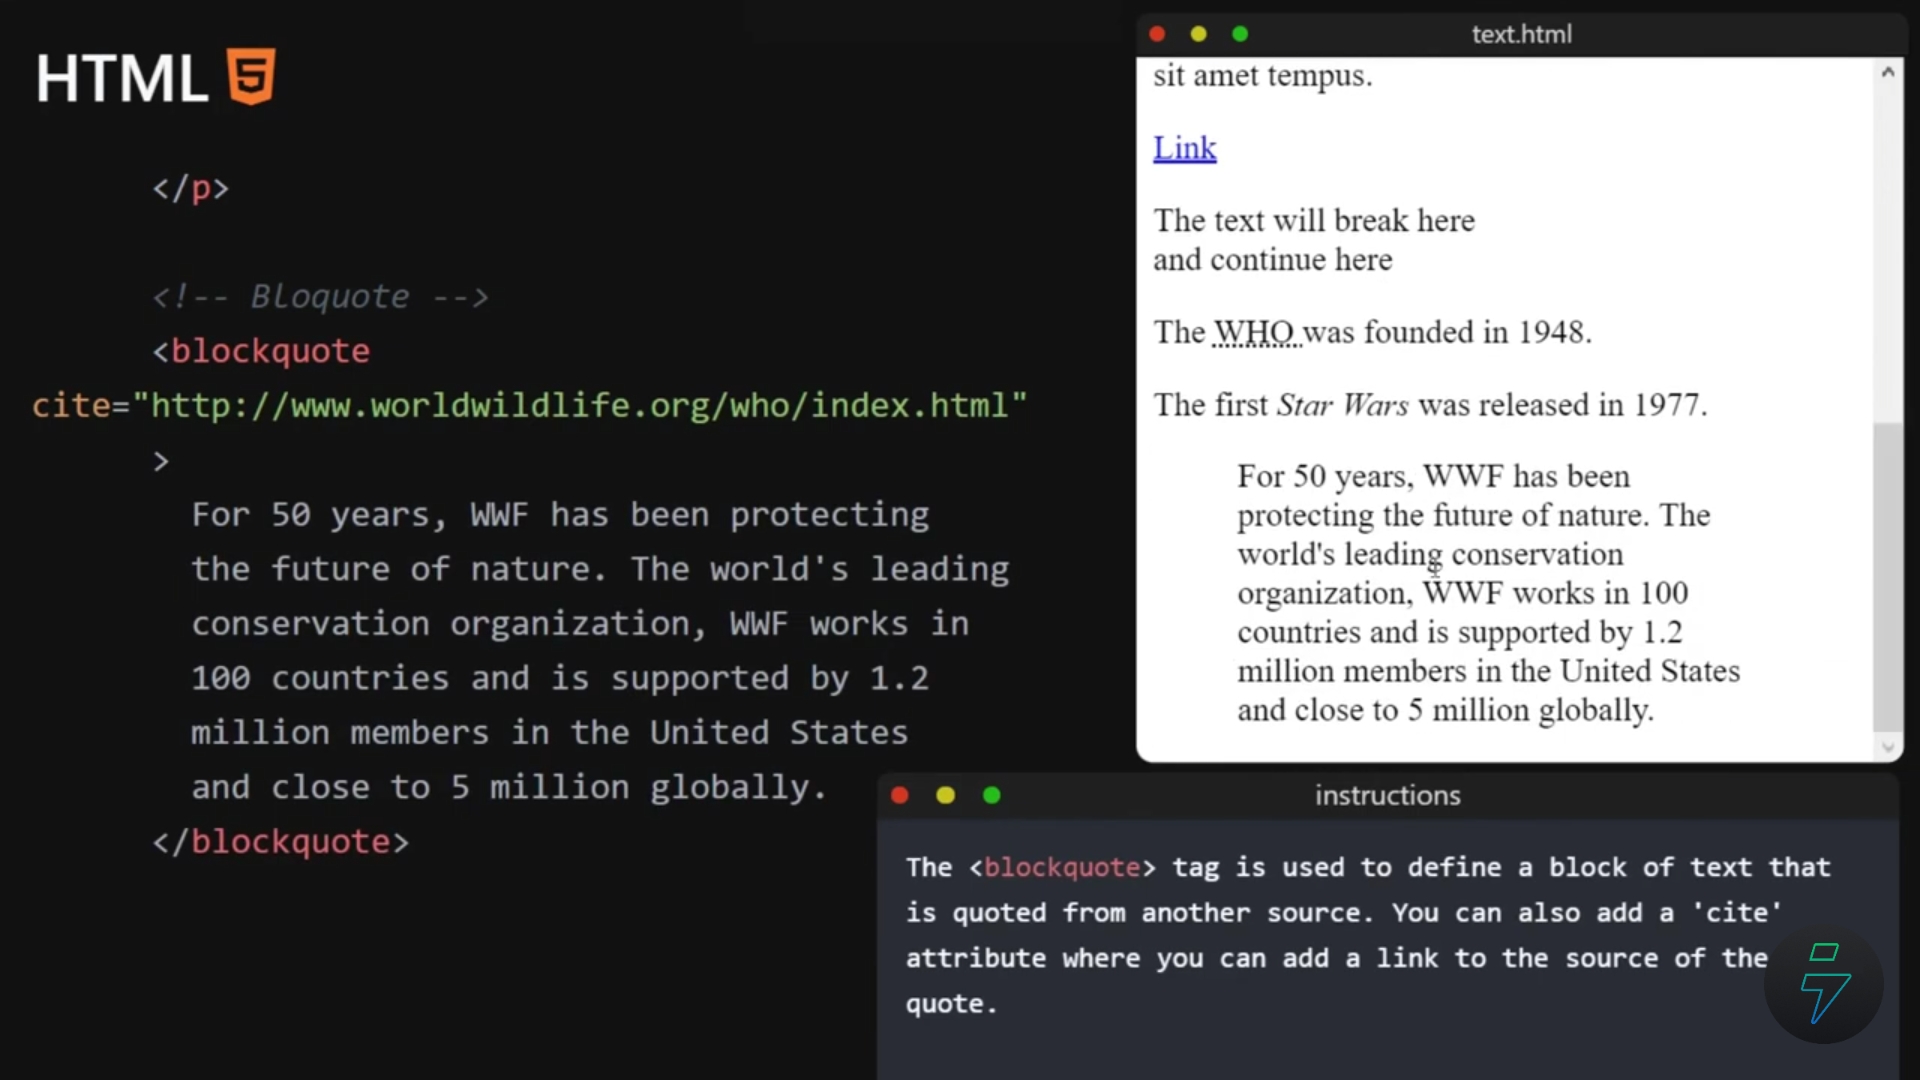 HTML 5
</p>
<!-- Bloquote -->
<blockquote
cite="http://www.worldwildlife.org/who/index.html"
>
For 50 years, WWF has been protecting
the future of nature. The world's leading
conservation organization, WWF works in
100 countries and is supported by 1.2
million members in the United States
and close to 5 million globally.
</blockquote>
text.html
sit amet tempus.
Link
The text will break here
and continue here
The WHO was founded in 1948.
The first Star Wars was released in 1977.
For 50 years, WWF has been
protecting the future of nature. The
world's leading conservation
organization, WWF works in 100
countries and is supported by 1.2
million members in the United States
and close to 5 million globally.
instructions
The <blockquote> tag is used to define a block of text that
is quoted from another source. You can also add a 'cite'
attribute where you can add a link to the source of the
quote.